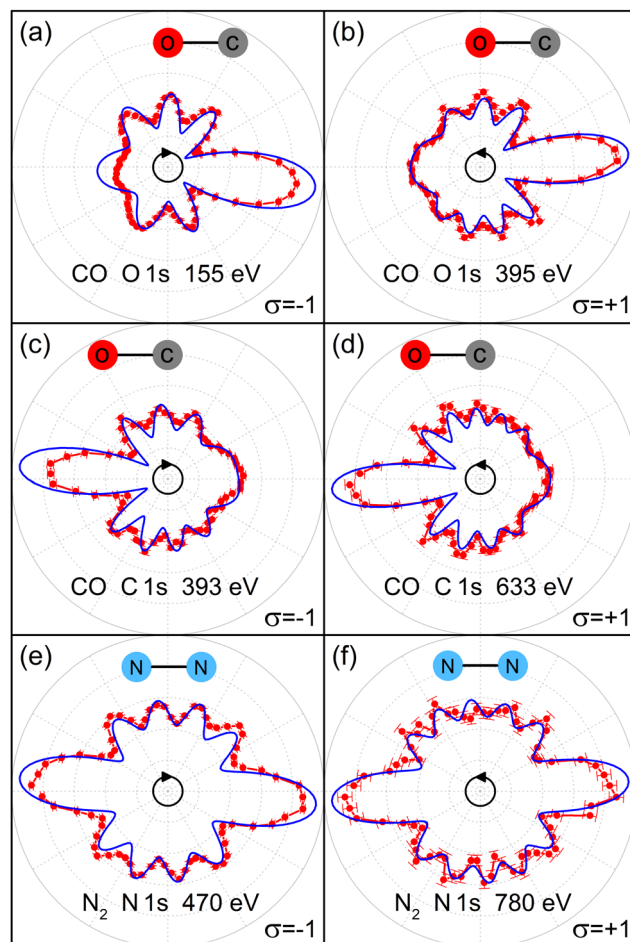 (a) O C
CO O 1s 155 eV
σ=-1
(b) O C
CO O 1s 395 eV
σ=+1
(c) O C
CO C 1s 393 eV
σ=-1
(d) O C
CO C 1s 633 eV
σ=+1
(e) N N
N₂ N 1s 470 eV
σ=-1
(f) N N
N₂ N 1s 780 eV
σ=+1